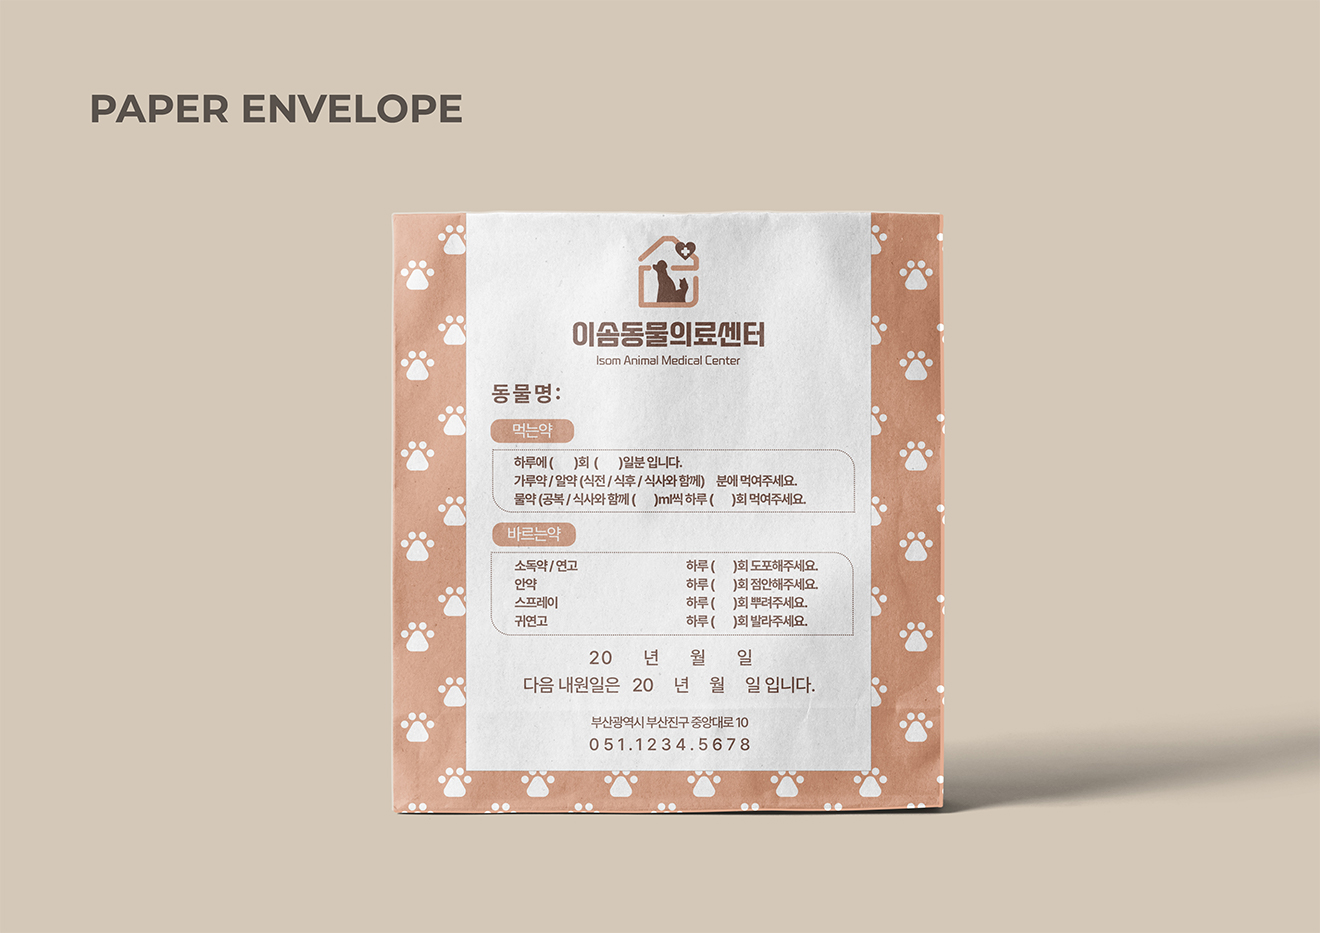 PAPER ENVELOPE
이솜동물의료센터
Isom Animal Medical Center
동물명:
먹는약
하루에 ( )회 ( )일분 입니다.
가루약 / 알약 (식전 / 식후 / 식사와 함께) 분에 먹여주세요.
물약 (공복 / 식사와 함께 ( )ml씩 하루 ( )회 먹여주세요.
바르는약
소독약 / 연고 하루 ( )회 도포해주세요.
안약 하루 ( )회 점안해주세요.
스프레이 하루 ( )회 뿌려주세요.
귀연고 하루 ( )회 발라주세요.
20 년 월 일
다음 내원일은 20 년 월 일 입니다.
부산광역시 부산진구 중앙대로 10
051.1234.5678